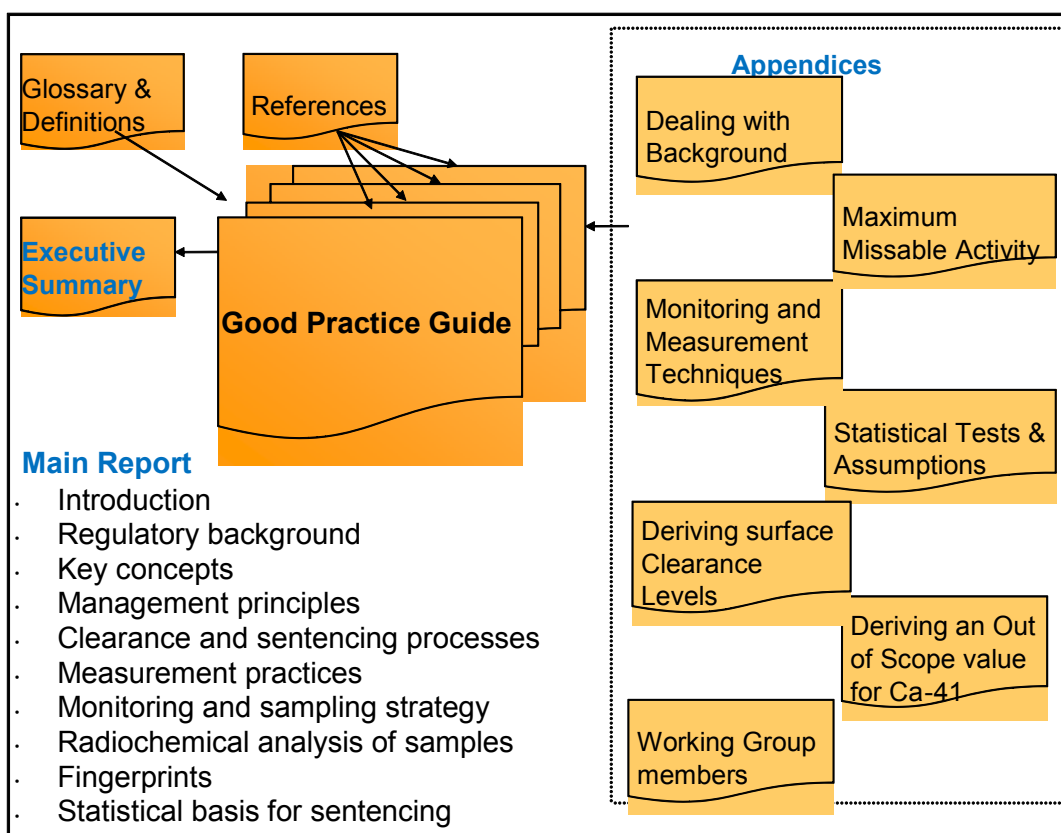 Glossary &
Definitions
References
Executive
Summary
Good Practice Guide
Main Report
· Introduction
· Regulatory background
· Key concepts
· Management principles
· Clearance and sentencing processes
· Measurement practices
· Monitoring and sampling strategy
· Radiochemical analysis of samples
· Fingerprints
· Statistical basis for sentencing
Appendices
Dealing with
Background
Maximum
Missable Activity
Monitoring and
Measurement
Techniques
Statistical Tests &
Assumptions
Deriving surface
Clearance
Levels
Deriving an Out
of Scope value
for Ca-41
Working Group
members